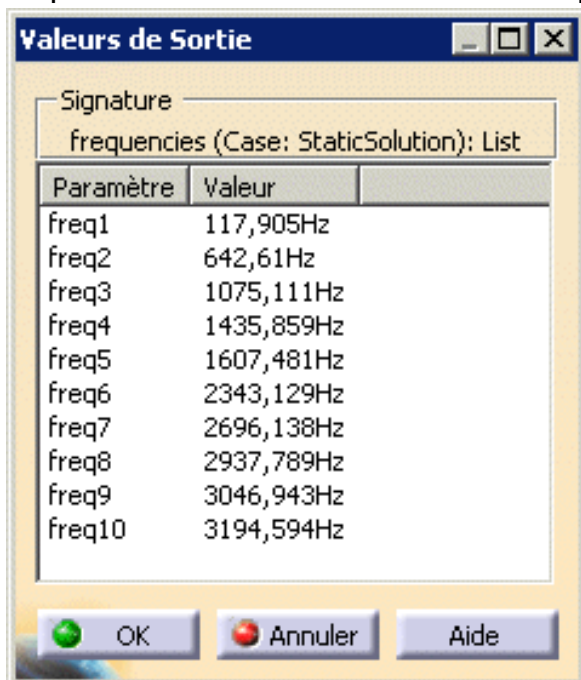 Valeurs de Sortie
Signature
frequencies (Case: StaticSolution): List
Paramètre Valeur
freq1 117,905Hz
freq2 642,61Hz
freq3 1075,111Hz
freq4 1435,859Hz
freq5 1607,481Hz
freq6 2343,129Hz
freq7 2696,138Hz
freq8 2937,789Hz
freq9 3046,943Hz
freq10 3194,594Hz
OK Annuler Aide